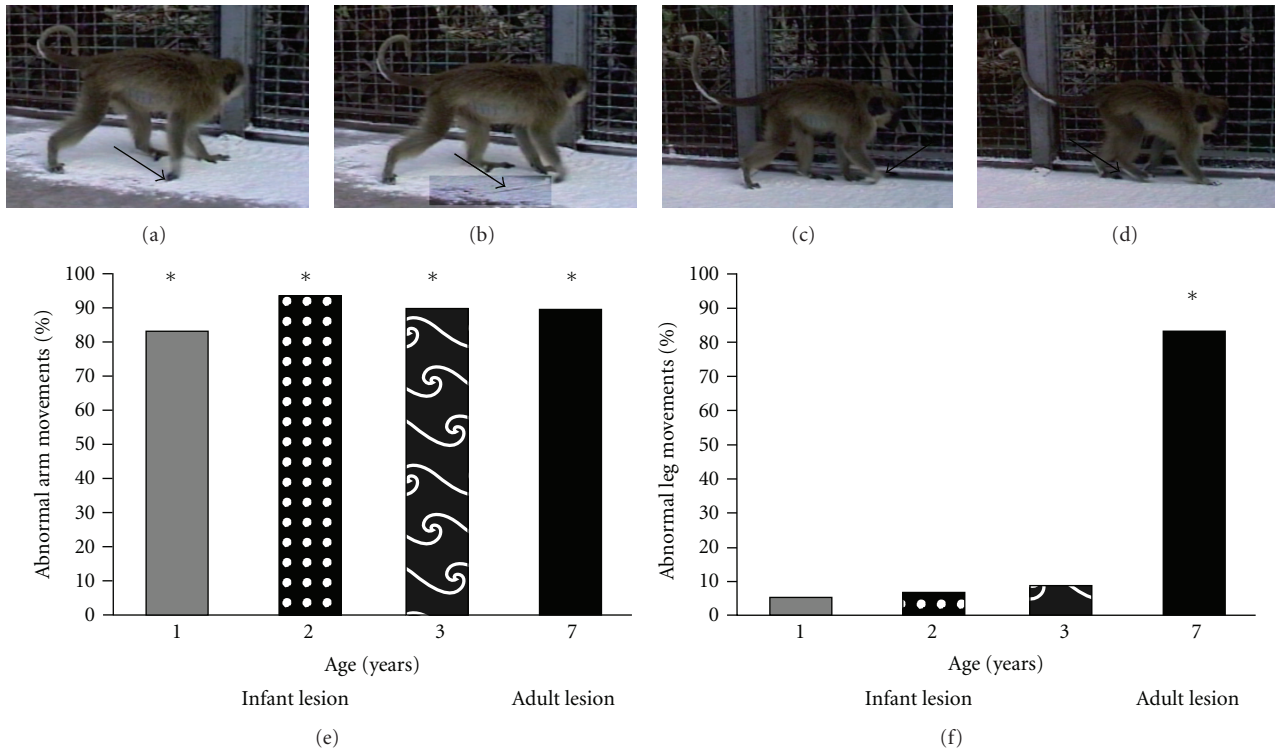 (a)
(b)
(c)
(d)
Abnormal arm movements (%)
100
90
80
70
60
50
40
30
20
10
0
* * * *
1 2 3 7
Age (years)
Infant lesion Adult lesion
(e)
Abnormal leg movements (%)
100
90
80
70
60
50
40
30
20
10
0
*
1 2 3 7
Age (years)
Infant lesion Adult lesion
(f)